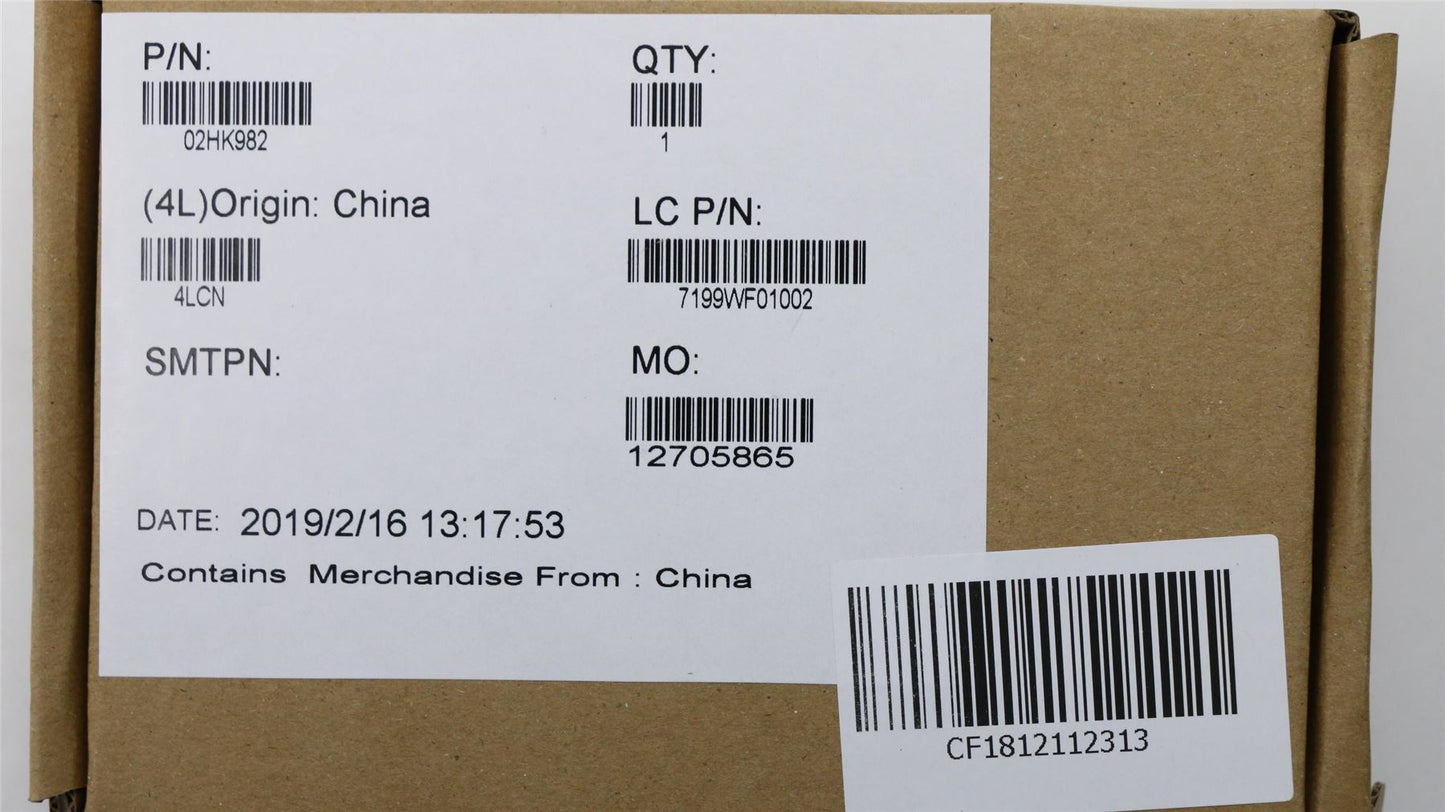 P/N:
02HK982
QTY:
1
(4L)Origin: China
4LCN
LC P/N:
7199WF01002
SMTPN:
MO:
12705865
DATE: 2019/2/16 13:17:53
Contains Merchandise From : China
CF1812112313